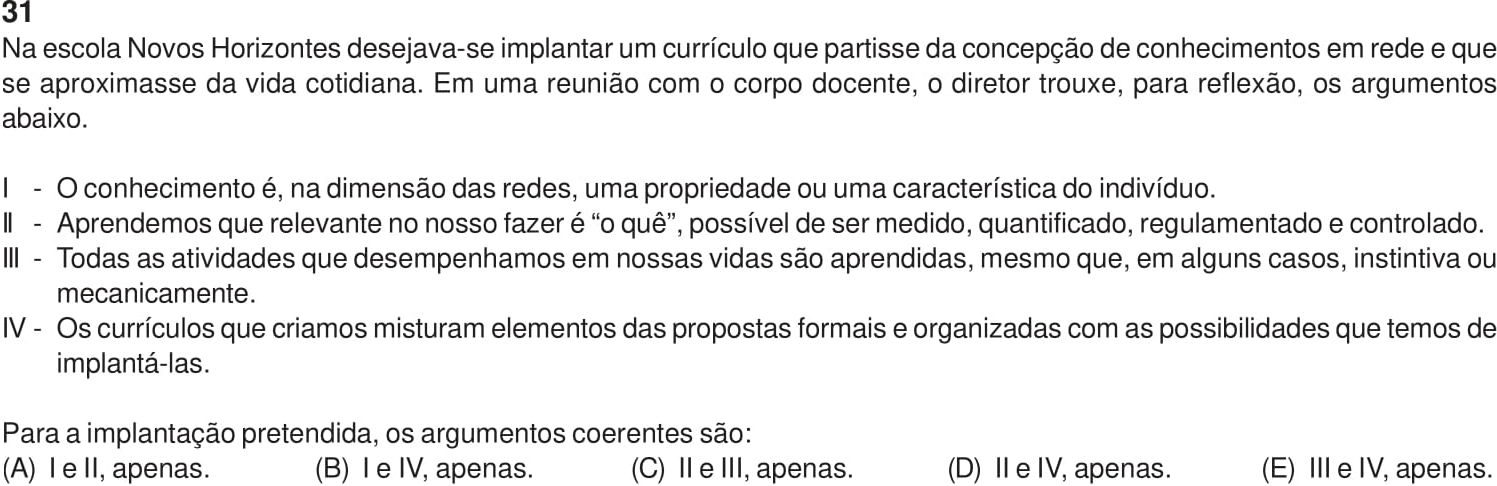 31
Na escola Novos Horizontes desejava-se implantar um currículo que partisse da concepção de conhecimentos em rede e que
se aproximasse da vida cotidiana. Em uma reunião com o corpo docente, o diretor trouxe, para reflexão, os argumentos
abaixo.
I - O conhecimento é, na dimensão das redes, uma propriedade ou uma característica do indivíduo.
II - Aprendemos que relevante no nosso fazer é “o quê”, possível de ser medido, quantificado, regulamentado e controlado.
III - Todas as atividades que desempenhamos em nossas vidas são aprendidas, mesmo que, em alguns casos, instintiva ou
mecanicamente.
IV - Os currículos que criamos misturam elementos das propostas formais e organizadas com as possibilidades que temos de
implantá-las.
Para a implantação pretendida, os argumentos coerentes são:
(A) I e II, apenas. (B) I e IV, apenas. (C) II e III, apenas. (D) II e IV, apenas. (E) III e IV, apenas.